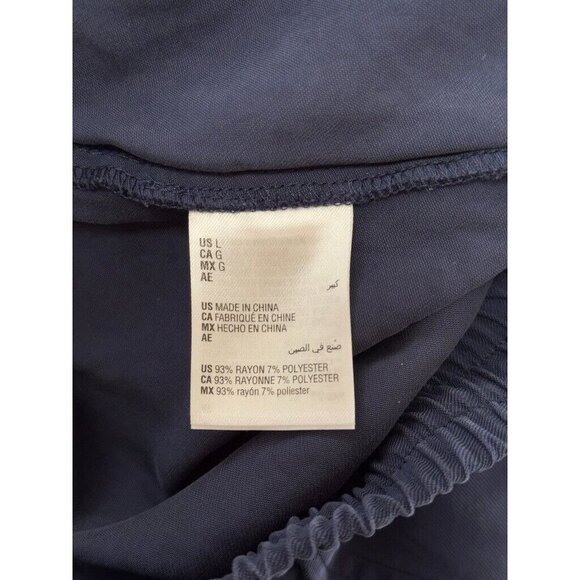 US L
CA G
MX G
AE
كبير
US MADE IN CHINA
CA FABRIQUÉ EN CHINE
MX HECHO EN CHINA
AE
صنع في الصين
US 93% RAYON 7% POLYESTER
CA 93% RAYONNE 7% POLYESTER
MX 93% rayón 7% poliester